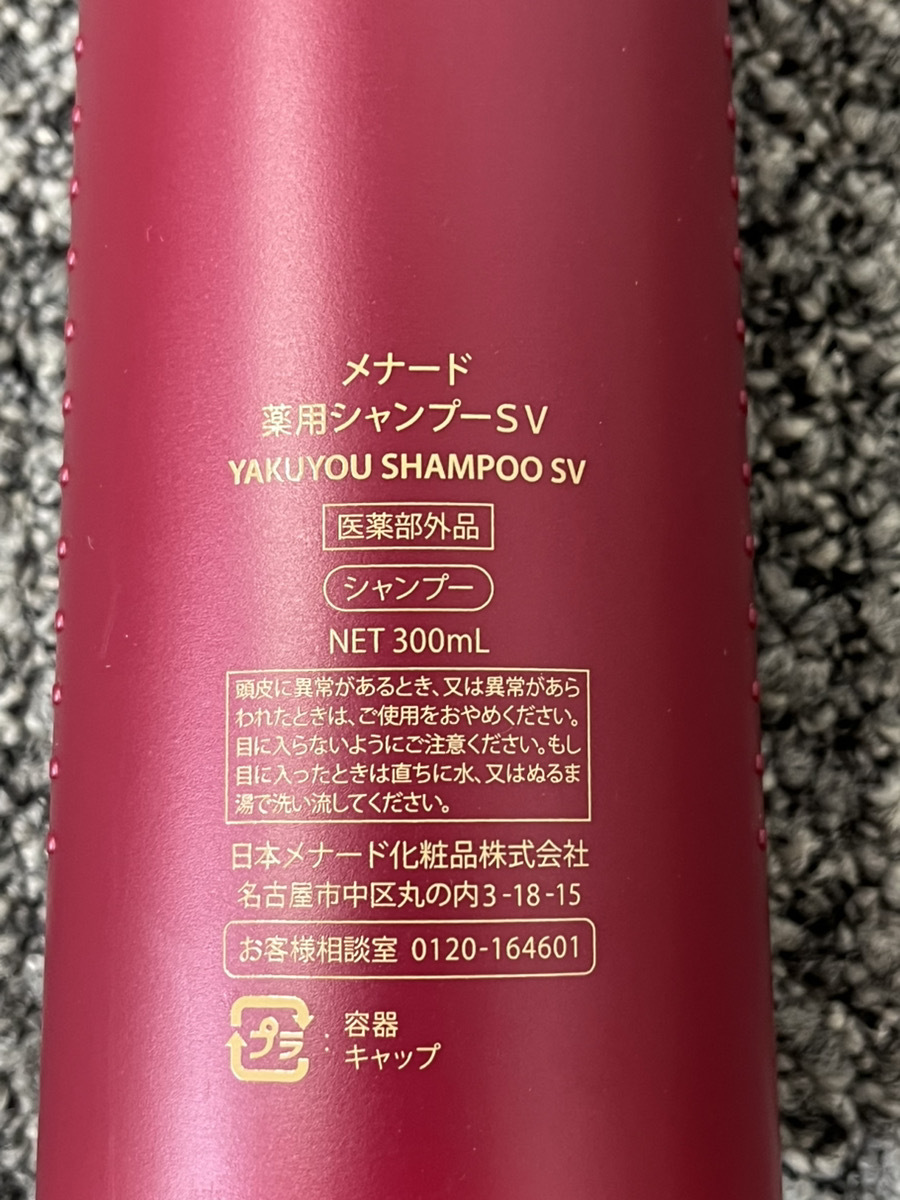 メナード
薬用シャンプーSV
YAKUYOU SHAMPOO SV
医薬部外品
シャンプー
NET 300mL
頭皮に異常があるとき、又は異常があら
われたときは、ご使用をおやめください。
目に入らないようにご注意ください。もし
目に入ったときは直ちに水、又はぬるま
湯で洗い流してください。
日本メナード化粧品株式会社
名古屋市中区丸の内3-18-15
お客様相談室 0120-164601
プラ : 容器
キャップ